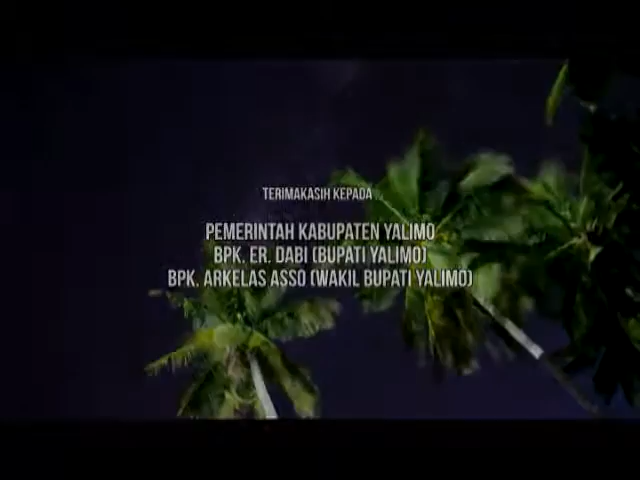 TERIMAKASIH KEPADA
PEMERINTAH KABUPATEN YALIMO
BPK. ER. DABI (BUPATI YALIMO)
BPK. ARKELAS ASSO (WAKIL BUPATI YALIMO)